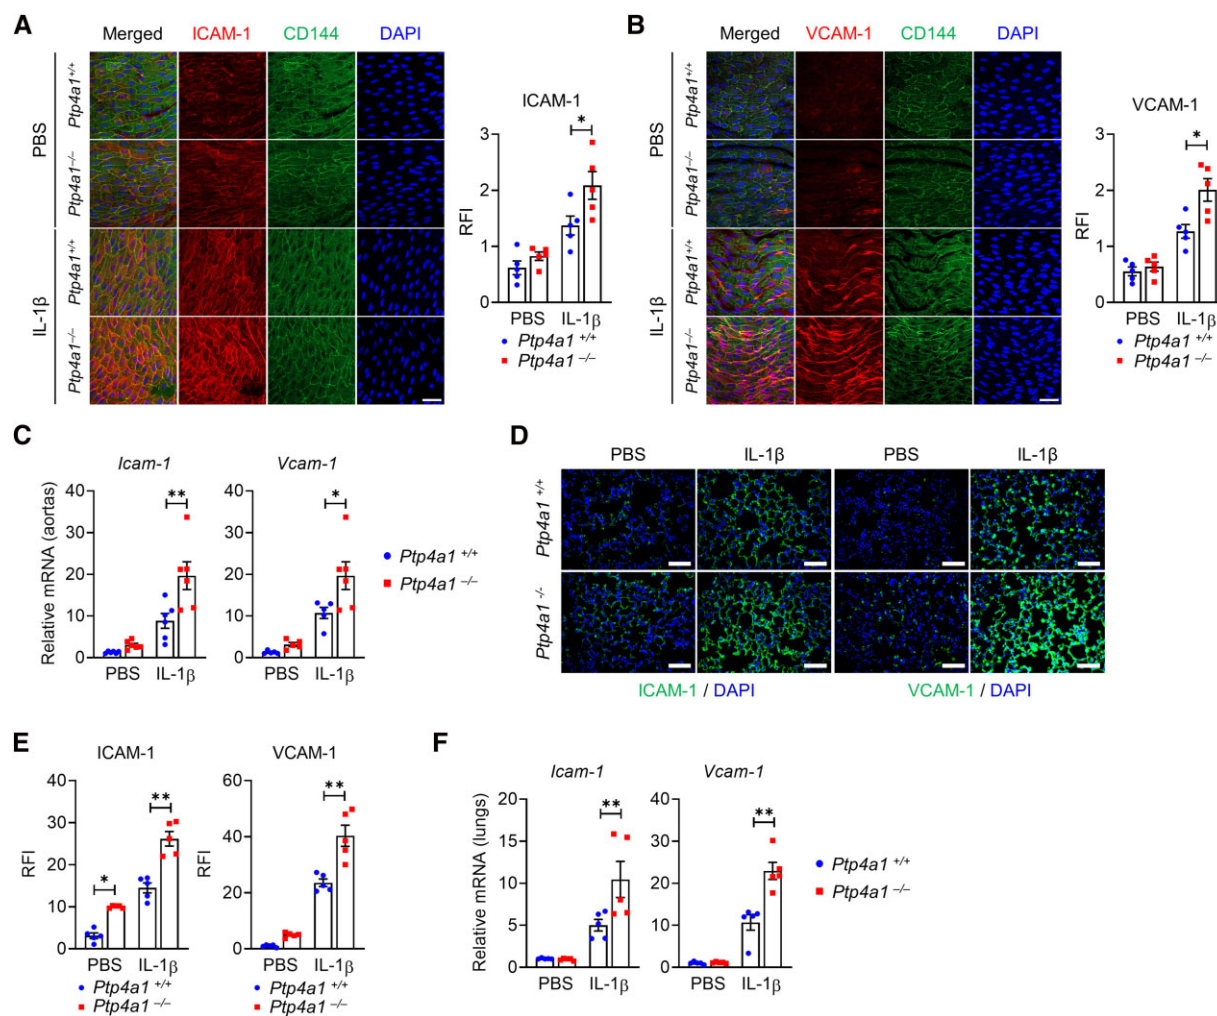 A
Merged ICAM-1 CD144 DAPI
PBS
Ptp4a1+/+
Ptp4a1−/−
IL-1β
Ptp4a1+/+
Ptp4a1−/−
ICAM-1
RFI
3
2
1
0
*
PBS IL-1β
Ptp4a1 +/+
Ptp4a1 −/−
B
Merged VCAM-1 CD144 DAPI
PBS
Ptp4a1+/+
Ptp4a1−/−
IL-1β
Ptp4a1+/+
Ptp4a1−/−
VCAM-1
RFI
3
2
1
0
*
PBS IL-1β
Ptp4a1 +/+
Ptp4a1 −/−
C
Icam-1
Relative mRNA (aortas)
40
30
20
10
0
**
PBS IL-1β
Vcam-1
40
30
20
10
0
*
PBS IL-1β
Ptp4a1 +/+
Ptp4a1 −/−
D
PBS IL-1β PBS IL-1β
Ptp4a1 +/+
Ptp4a1 -/-
ICAM-1 / DAPI VCAM-1 / DAPI
E
ICAM-1
RFI
40
30
20
10
0
*
**
PBS IL-1β
Ptp4a1 +/+
Ptp4a1 −/−
VCAM-1
RFI
60
40
20
0
**
PBS IL-1β
Ptp4a1 +/+
Ptp4a1 −/−
F
Icam-1
Relative mRNA (lungs)
20
15
10
5
0
**
PBS IL-1β
Vcam-1
40
30
20
10
0
**
PBS IL-1β
Ptp4a1 +/+
Ptp4a1 −/−